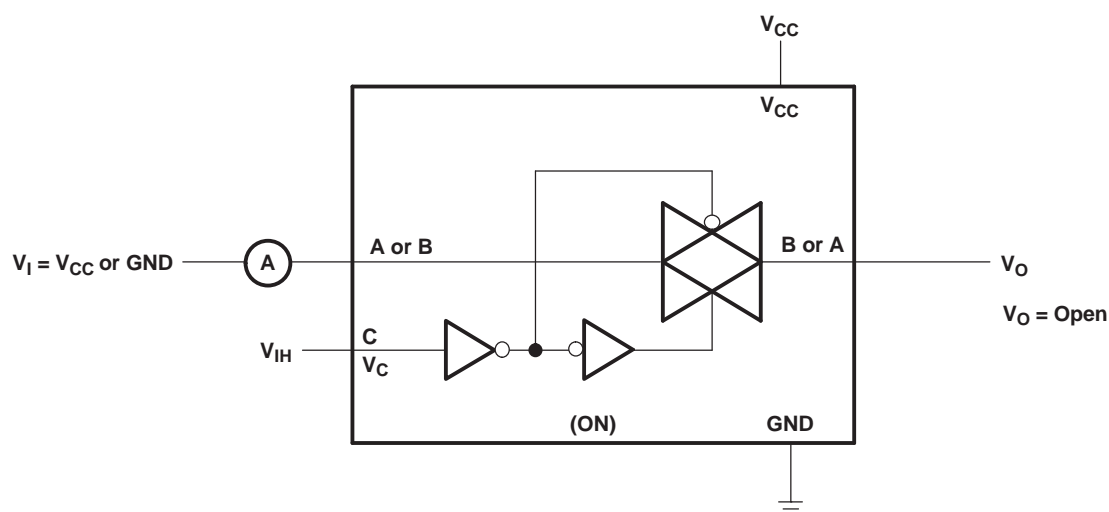 VCC
VCC
A or B
B or A
VI = VCC or GND
A
VO
VO = Open
C
VIH
VC
(ON)
GND